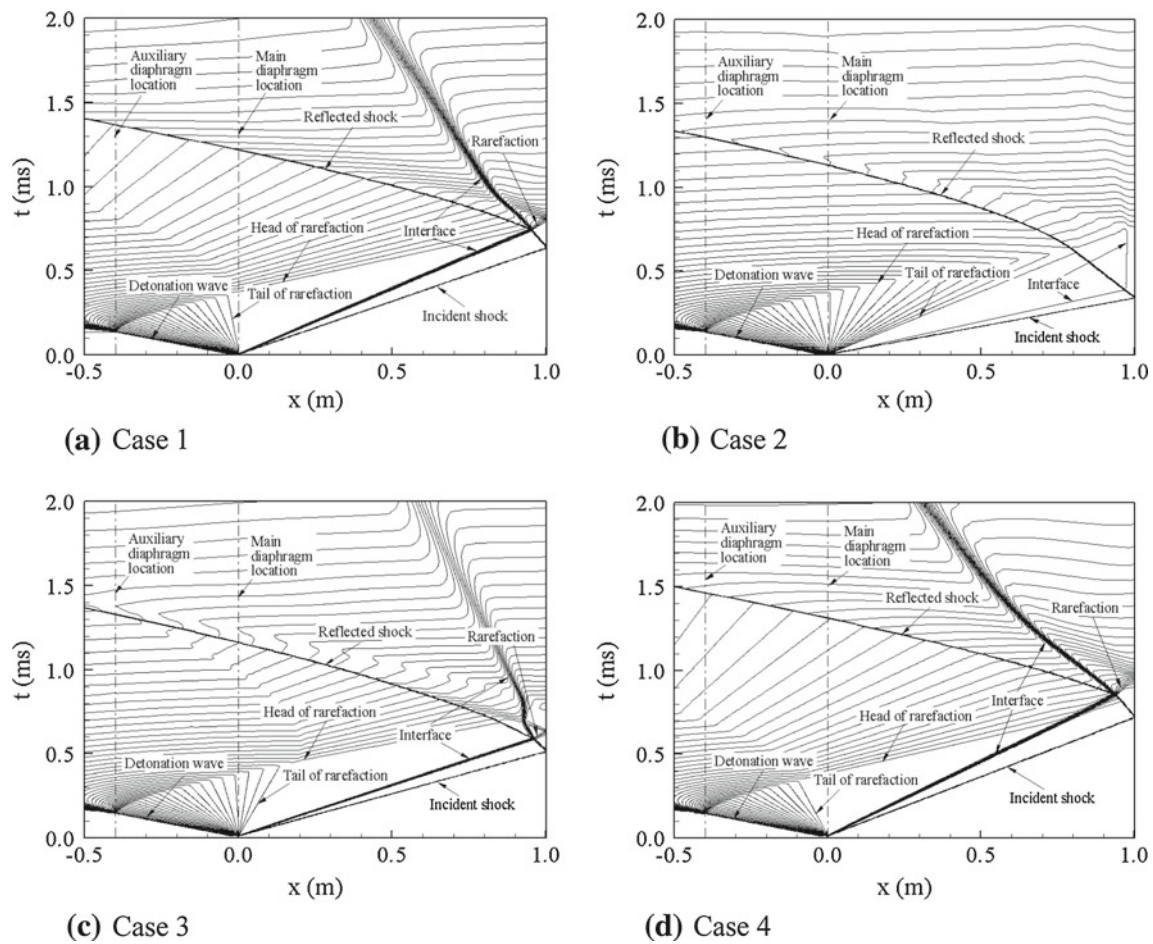 2.0
Auxiliary
diaphragm
location
Main
diaphragm
location
1.5
Reflected shock
Rarefaction
t (ms)
1.0
Head of rarefaction
Interface
0.5
Detonation wave
Tail of rarefaction
Incident shock
0.0
-0.5
0.0
0.5
1.0
x (m)
(a) Case 1
2.0
Auxiliary
diaphragm
location
Main
diaphragm
location
1.5
Reflected shock
t (ms)
1.0
Head of rarefaction
Tail of rarefaction
Interface
0.5
Detonation wave
Incident shock
0.0
-0.5
0.0
0.5
1.0
x (m)
(b) Case 2
2.0
Auxiliary
diaphragm
location
Main
diaphragm
location
1.5
Reflected shock
Rarefaction
t (ms)
1.0
Head of rarefaction
Interface
0.5
Detonation wave
Tail of rarefaction
Incident shock
0.0
-0.5
0.0
0.5
1.0
x (m)
(c) Case 3
2.0
Auxiliary
diaphragm
location
Main
diaphragm
location
1.5
Reflected shock
Rarefaction
t (ms)
1.0
Interface
Head of rarefaction
0.5
Detonation wave
Tail of rarefaction
Incident shock
0.0
-0.5
0.0
0.5
1.0
x (m)
(d) Case 4